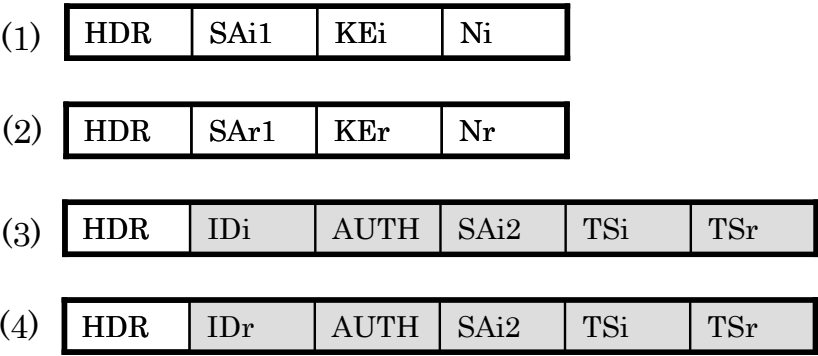 (1) HDR SAi1 KEi Ni
(2) HDR SAr1 KEr Nr
(3) HDR IDi AUTH SAi2 TSi TSr
(4) HDR IDr AUTH SAi2 TSi TSr